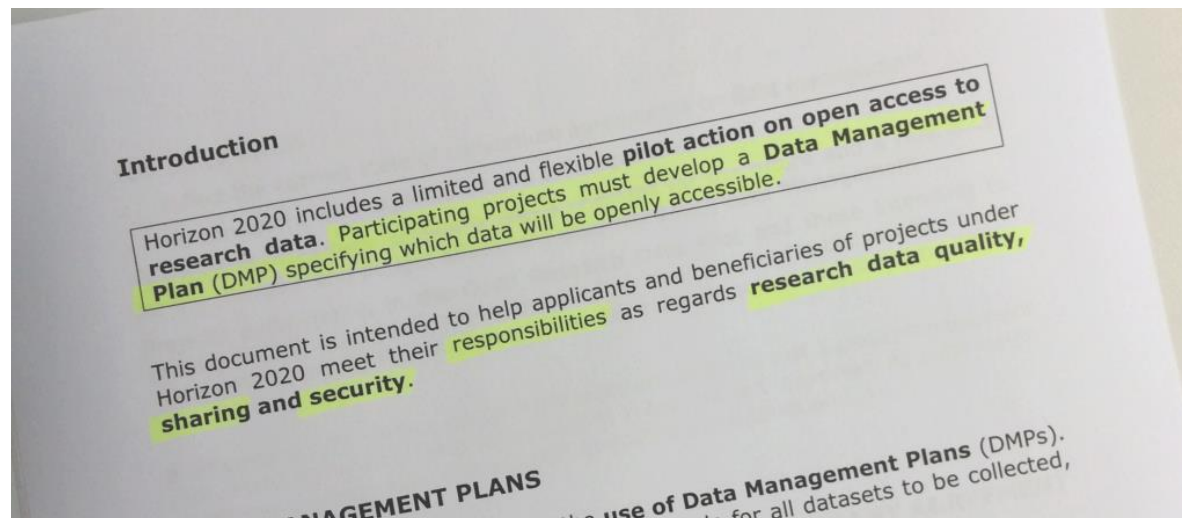 Introduction
Horizon 2020 includes a limited and flexible pilot action on open access to
research data. Participating projects must develop a Data Management
Plan (DMP) specifying which data will be openly accessible.
This document is intended to help applicants and beneficiaries of projects under
Horizon 2020 meet their responsibilities as regards research data quality,
sharing and security.
MANAGEMENT PLANS
use of Data Management Plans (DMPs).
for all datasets to be collected,